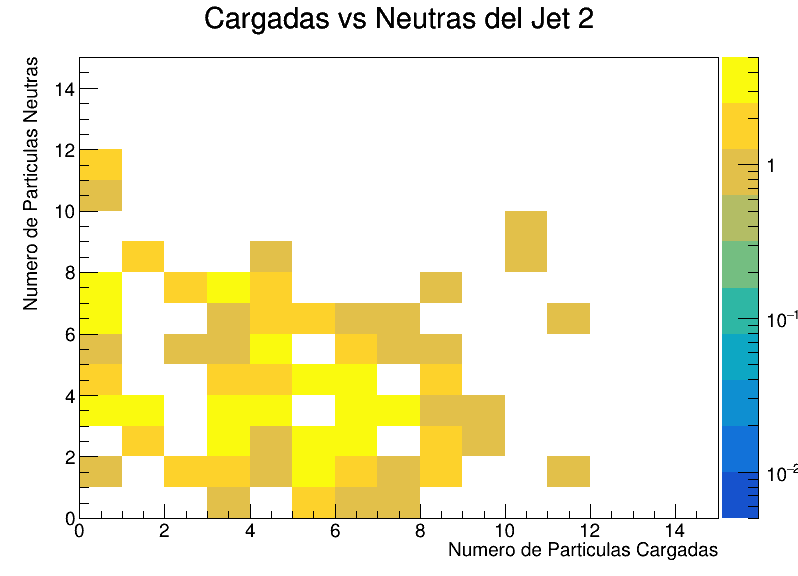 Cargadas vs Neutras del Jet 2
Numero de Particulas Neutras
14
12
10
8
6
4
2
0
0 2 4 6 8 10 12 14
Numero de Particulas Cargadas
1
10⁻¹
10⁻²